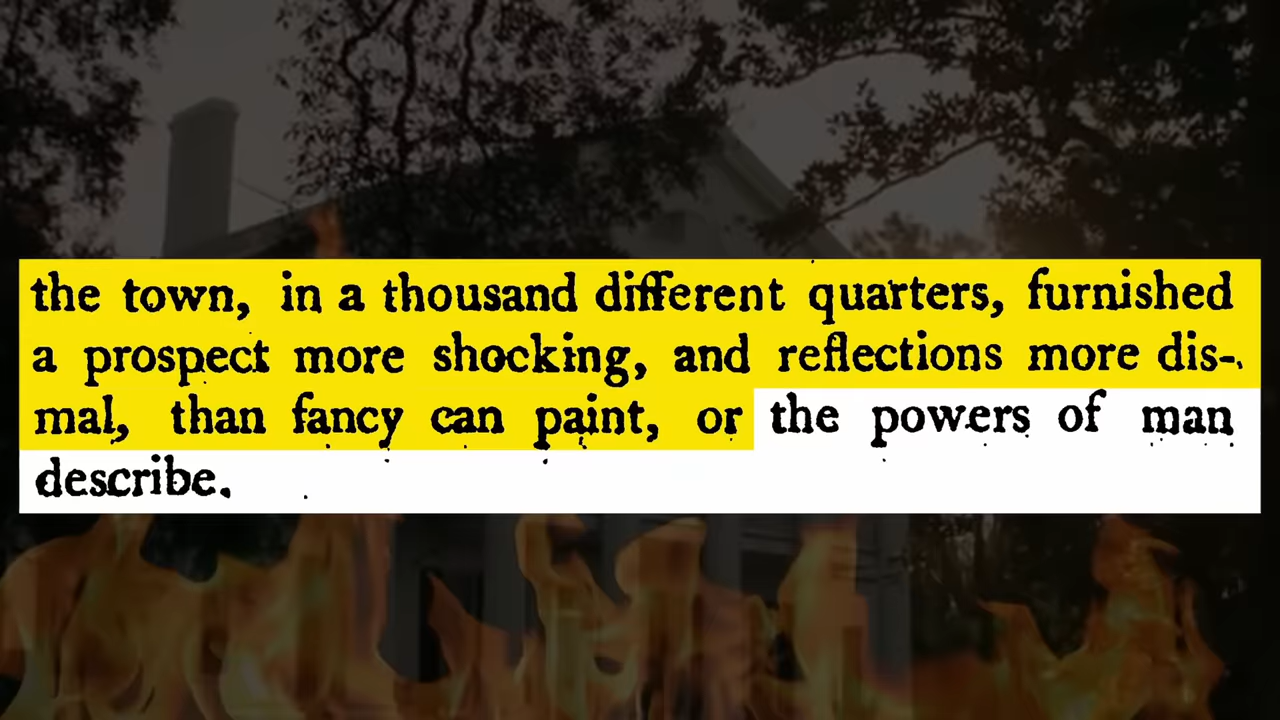 the town, in a thousand different quarters, furnished
a prospect more shocking, and reflections more dis-
mal, than fancy can paint, or the powers of man
describe.